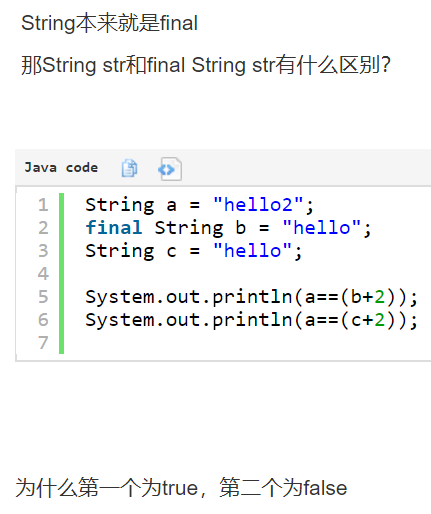 String本来就是final
那String str和final String str有什么区别?
Java code
1 String a = "hello2";
2 final String b = "hello";
3 String c = "hello";
4
5 System.out.println(a==(b+2));
6 System.out.println(a==(c+2));
7
为什么第一个为true，第二个为false